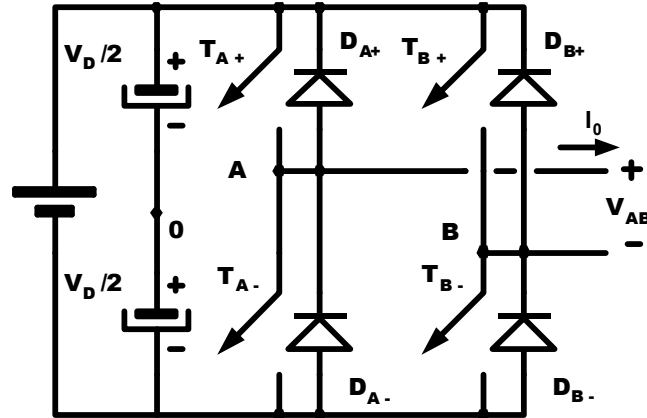 V_D/2
+
T_A+
D_A+
T_B+
D_B+
−
I_0
A
+
0
B
V_AB
−
V_D/2
+
T_A-
T_B-
−
D_A-
D_B-